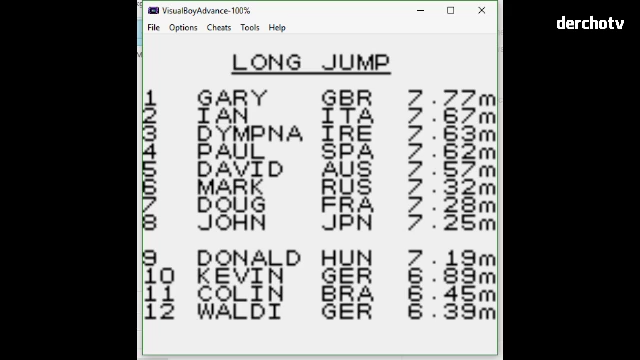 VisualBoyAdvance-100%
derchotv
File Options Cheats Tools Help
LONG JUMP
1 GARY GBR 7.77m
2 IAN ITA 7.67m
3 DYMPNA IRE 7.63m
4 PAUL SPA 7.62m
5 DAVID AUS 7.57m
6 MARK RUS 7.32m
7 DOUG FRA 7.28m
8 JOHN JPN 7.25m
9 DONALD HUN 7.19m
10 KEVIN GER 6.89m
11 COLIN BRA 6.45m
12 WALDI GER 6.39m